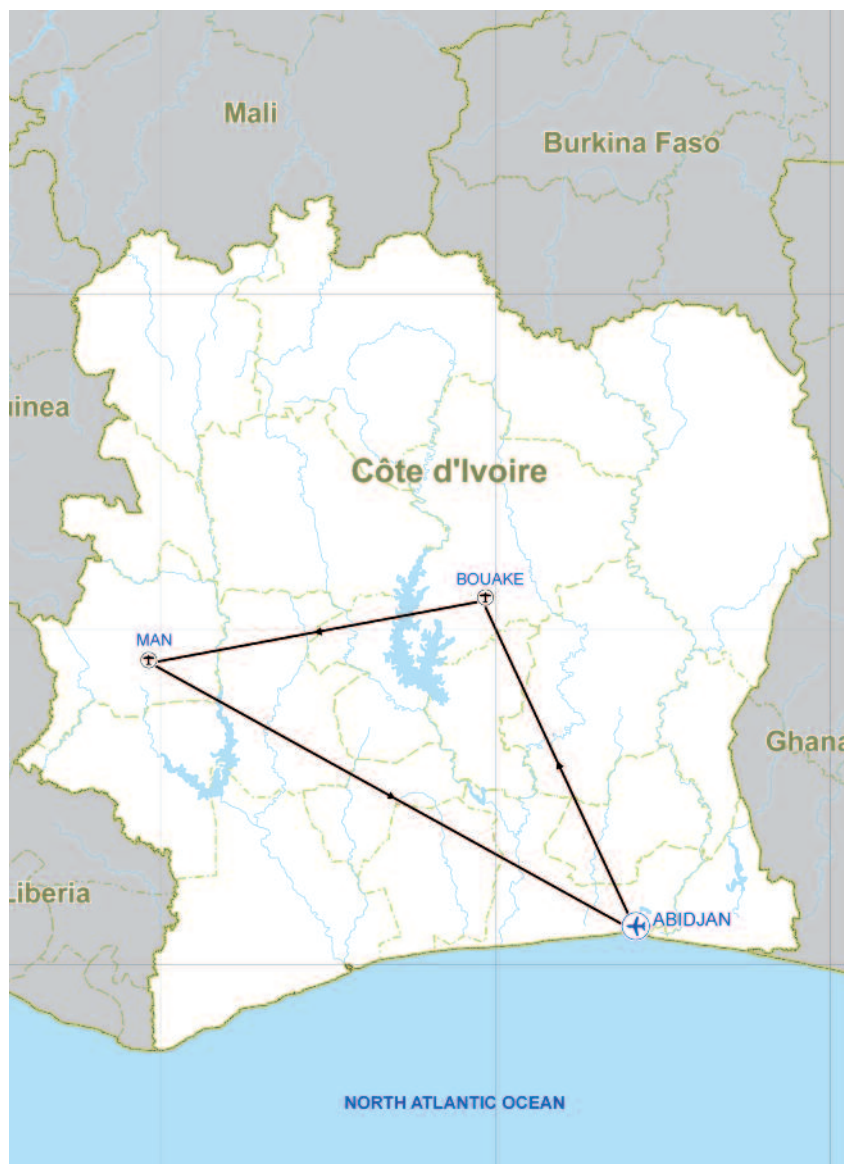 Mali
Burkina Faso
uinea
Côte d'Ivoire
BOUAKE
MAN
Ghana
Liberia
ABIDJAN
NORTH ATLANTIC OCEAN